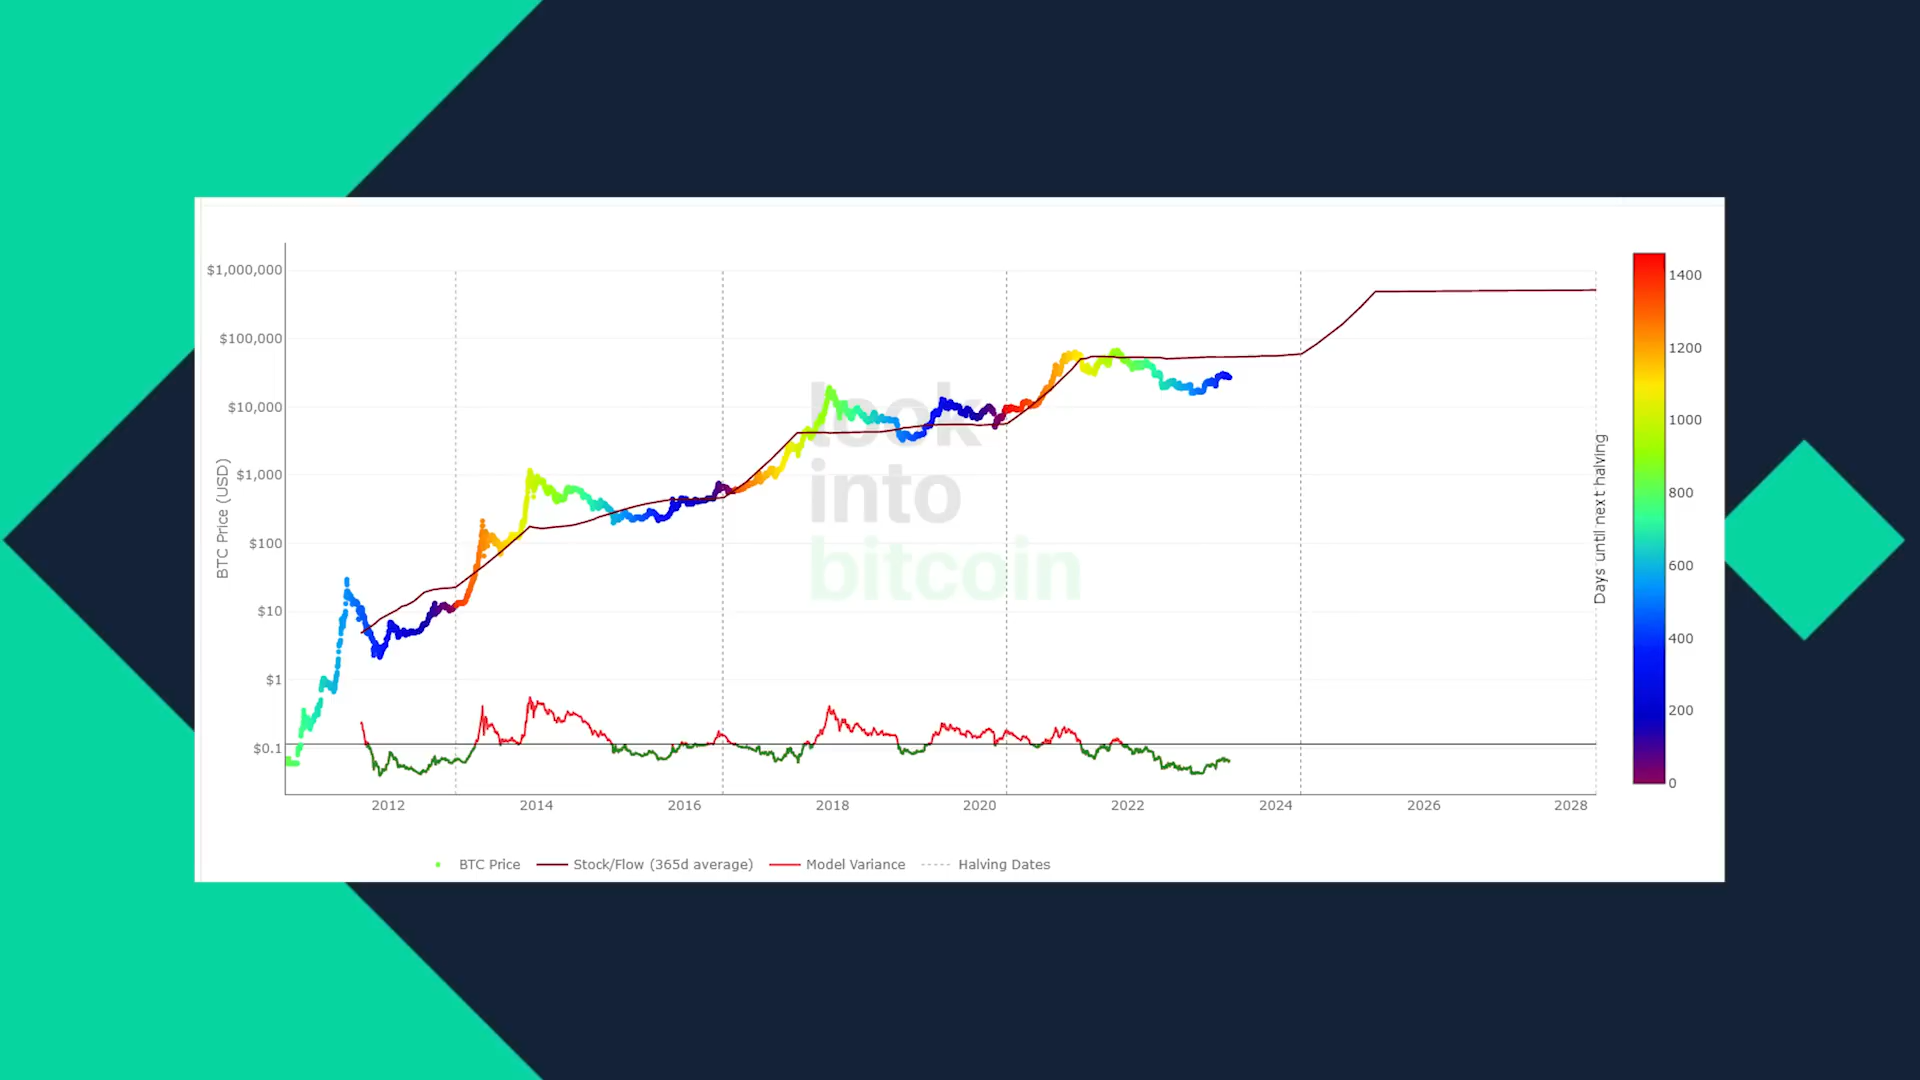 $1,000,000
$100,000
$10,000
$1,000
$100
$10
$1
$0.1
BTC Price (USD)
look
into
bitcoin
2012 2014 2016 2018 2020 2022 2024 2026 2028
Days until next halving
1400
1200
1000
800
600
400
200
0
BTC Price Stock/Flow (365d average) Model Variance Halving Dates